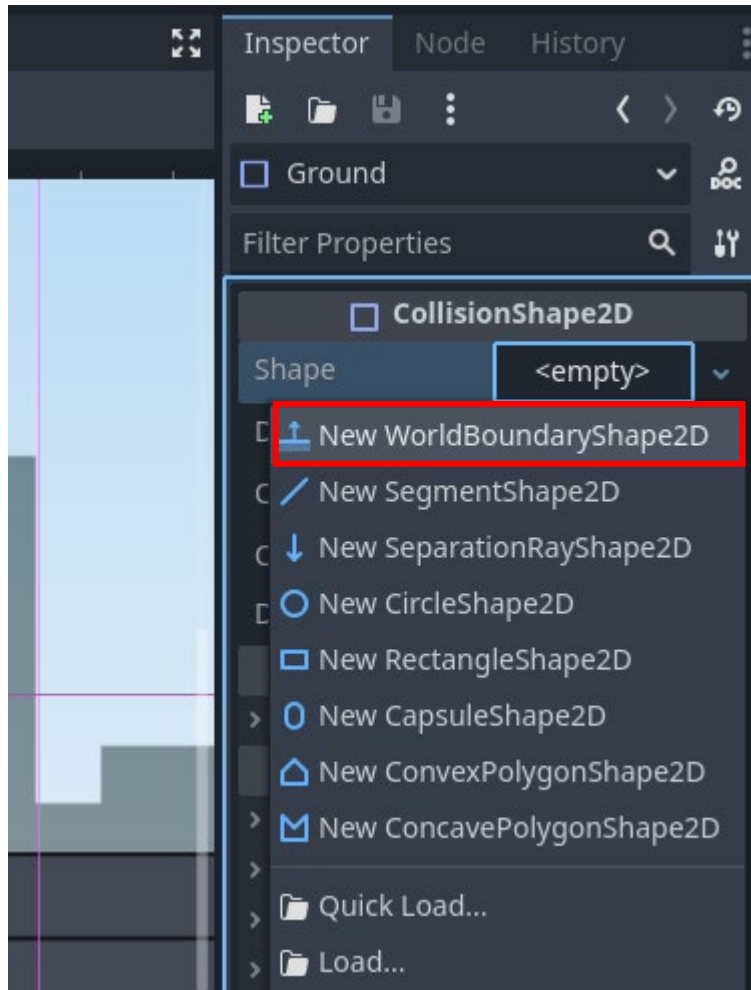 Inspector Node History
Ground
DOC
Filter Properties
CollisionShape2D
Shape <empty>
New WorldBoundaryShape2D
New SegmentShape2D
New SeparationRayShape2D
New CircleShape2D
New RectangleShape2D
New CapsuleShape2D
New ConvexPolygonShape2D
New ConcavePolygonShape2D
Quick Load...
Load...